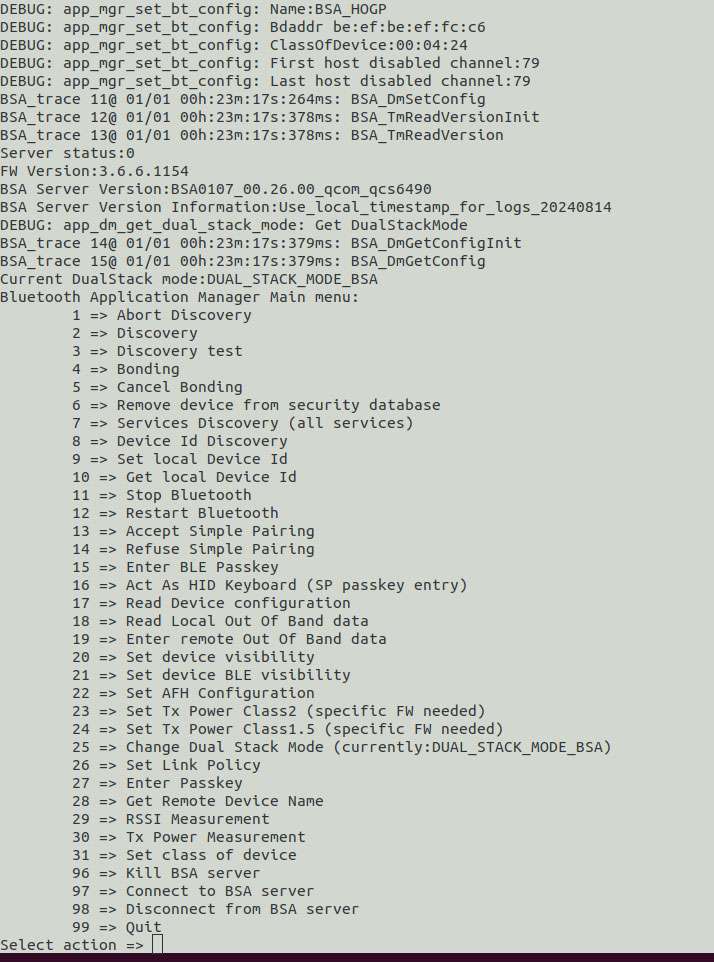 DEBUG: app_mgr_set_bt_config: Name:BSA_HOGP
DEBUG: app_mgr_set_bt_config: Bdaddr be:ef:be:ef:fc:c6
DEBUG: app_mgr_set_bt_config: ClassOfDevice:00:04:24
DEBUG: app_mgr_set_bt_config: First host disabled channel:79
DEBUG: app_mgr_set_bt_config: Last host disabled channel:79
BSA_trace 11@ 01/01 00h:23m:17s:264ms: BSA_DmSetConfig
BSA_trace 12@ 01/01 00h:23m:17s:378ms: BSA_TmReadVersionInit
BSA_trace 13@ 01/01 00h:23m:17s:378ms: BSA_TmReadVersion
Server status:0
FW Version:3.6.6.1154
BSA Server Version:BSA0107_00.26.00_qcom_qcs6490
BSA Server Version Information:Use_local_timestamp_for_logs_20240814
DEBUG: app_dm_get_dual_stack_mode: Get DualStackMode
BSA_trace 14@ 01/01 00h:23m:17s:379ms: BSA_DmGetConfigInit
BSA_trace 15@ 01/01 00h:23m:17s:379ms: BSA_DmGetConfig
Current DualStack mode:DUAL_STACK_MODE_BSA
Bluetooth Application Manager Main menu:
1 => Abort Discovery
2 => Discovery
3 => Discovery test
4 => Bonding
5 => Cancel Bonding
6 => Remove device from security database
7 => Services Discovery (all services)
8 => Device Id Discovery
9 => Set local Device Id
10 => Get local Device Id
11 => Stop Bluetooth
12 => Restart Bluetooth
13 => Accept Simple Pairing
14 => Refuse Simple Pairing
15 => Enter BLE Passkey
16 => Act As HID Keyboard (SP passkey entry)
17 => Read Device configuration
18 => Read Local Out Of Band data
19 => Enter remote Out Of Band data
20 => Set device visibility
21 => Set device BLE visibility
22 => Set AFH Configuration
23 => Set Tx Power Class2 (specific FW needed)
24 => Set Tx Power Class1.5 (specific FW needed)
25 => Change Dual Stack Mode (currently:DUAL_STACK_MODE_BSA)
26 => Set Link Policy
27 => Enter Passkey
28 => Get Remote Device Name
29 => RSSI Measurement
30 => Tx Power Measurement
31 => Set class of device
96 => Kill BSA server
97 => Connect to BSA server
98 => Disconnect from BSA server
99 => Quit
Select action =>